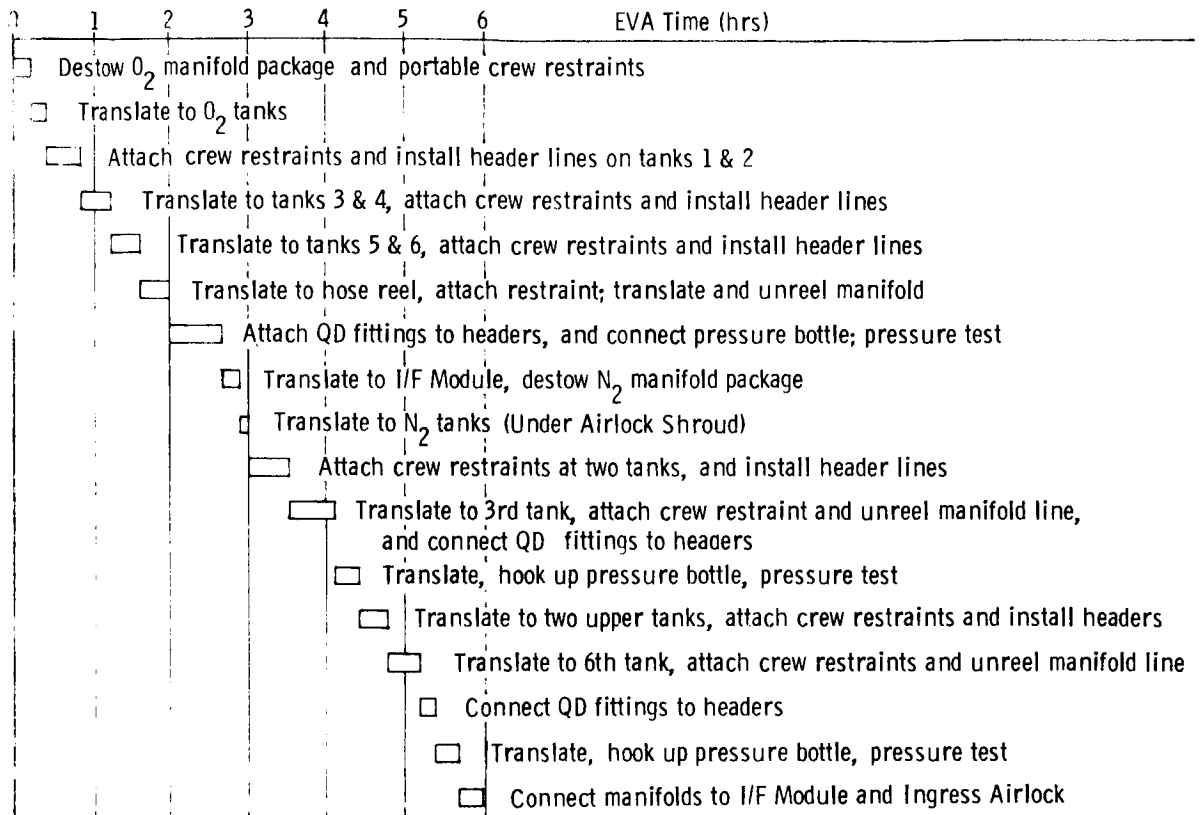 0 1 2 3 4 5 6 EVA Time (hrs)
Destow O2 manifold package and portable crew restraints
Translate to O2 tanks
Attach crew restraints and install header lines on tanks 1 & 2
Translate to tanks 3 & 4, attach crew restraints and install header lines
Translate to tanks 5 & 6, attach crew restraints and install header lines
Translate to hose reel, attach restraint; translate and unreel manifold
Attach QD fittings to headers, and connect pressure bottle; pressure test
Translate to I/F Module, destow N2 manifold package
Translate to N2 tanks (Under Airlock Shroud)
Attach crew restraints at two tanks, and install header lines
Translate to 3rd tank, attach crew restraint and unreel manifold line,
and connect QD fittings to headers
Translate, hook up pressure bottle, pressure test
Translate to two upper tanks, attach crew restraints and install headers
Translate to 6th tank, attach crew restraints and unreel manifold line
Connect QD fittings to headers
Translate, hook up pressure bottle, pressure test
Connect manifolds to I/F Module and Ingress Airlock